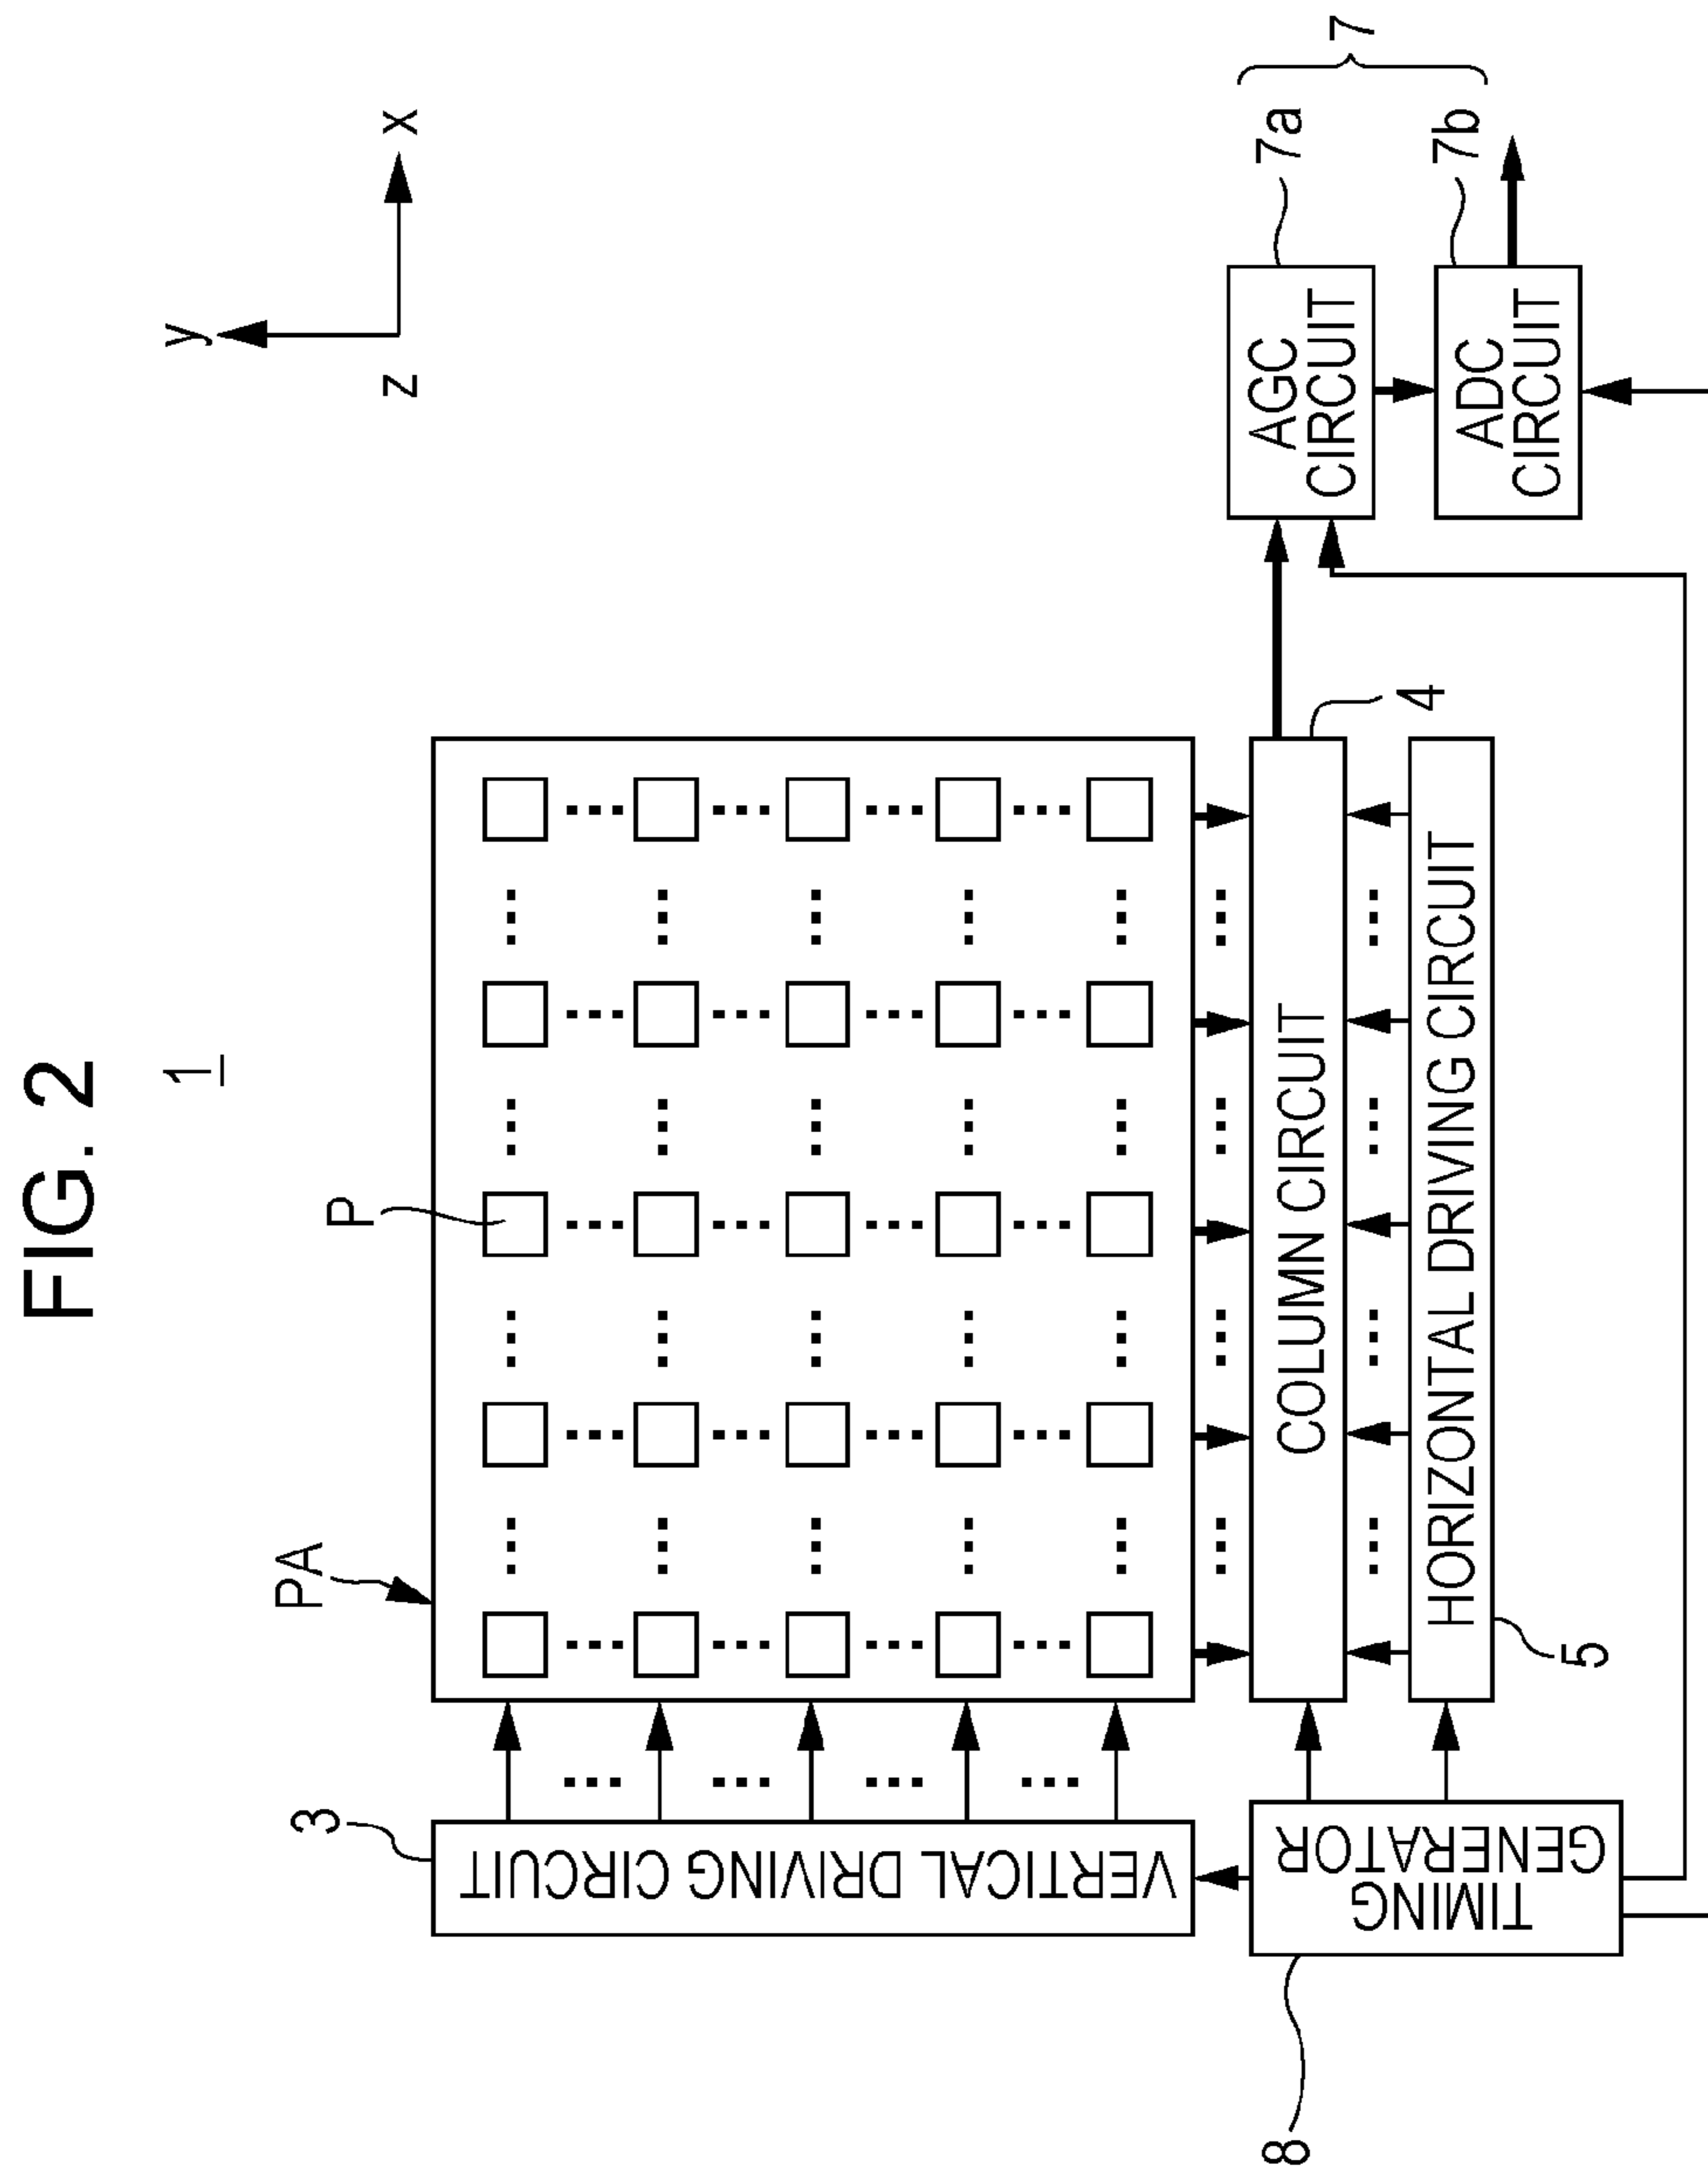 FIG. 2
1
y
z
x
PA
P
3
VERTICAL DRIVING CIRCUIT
COLUMN CIRCUIT
4
HORIZONTAL DRIVING CIRCUIT
5
TIMING
GENERATOR
8
AGC
CIRCUIT
7a
ADC
CIRCUIT
7b
7